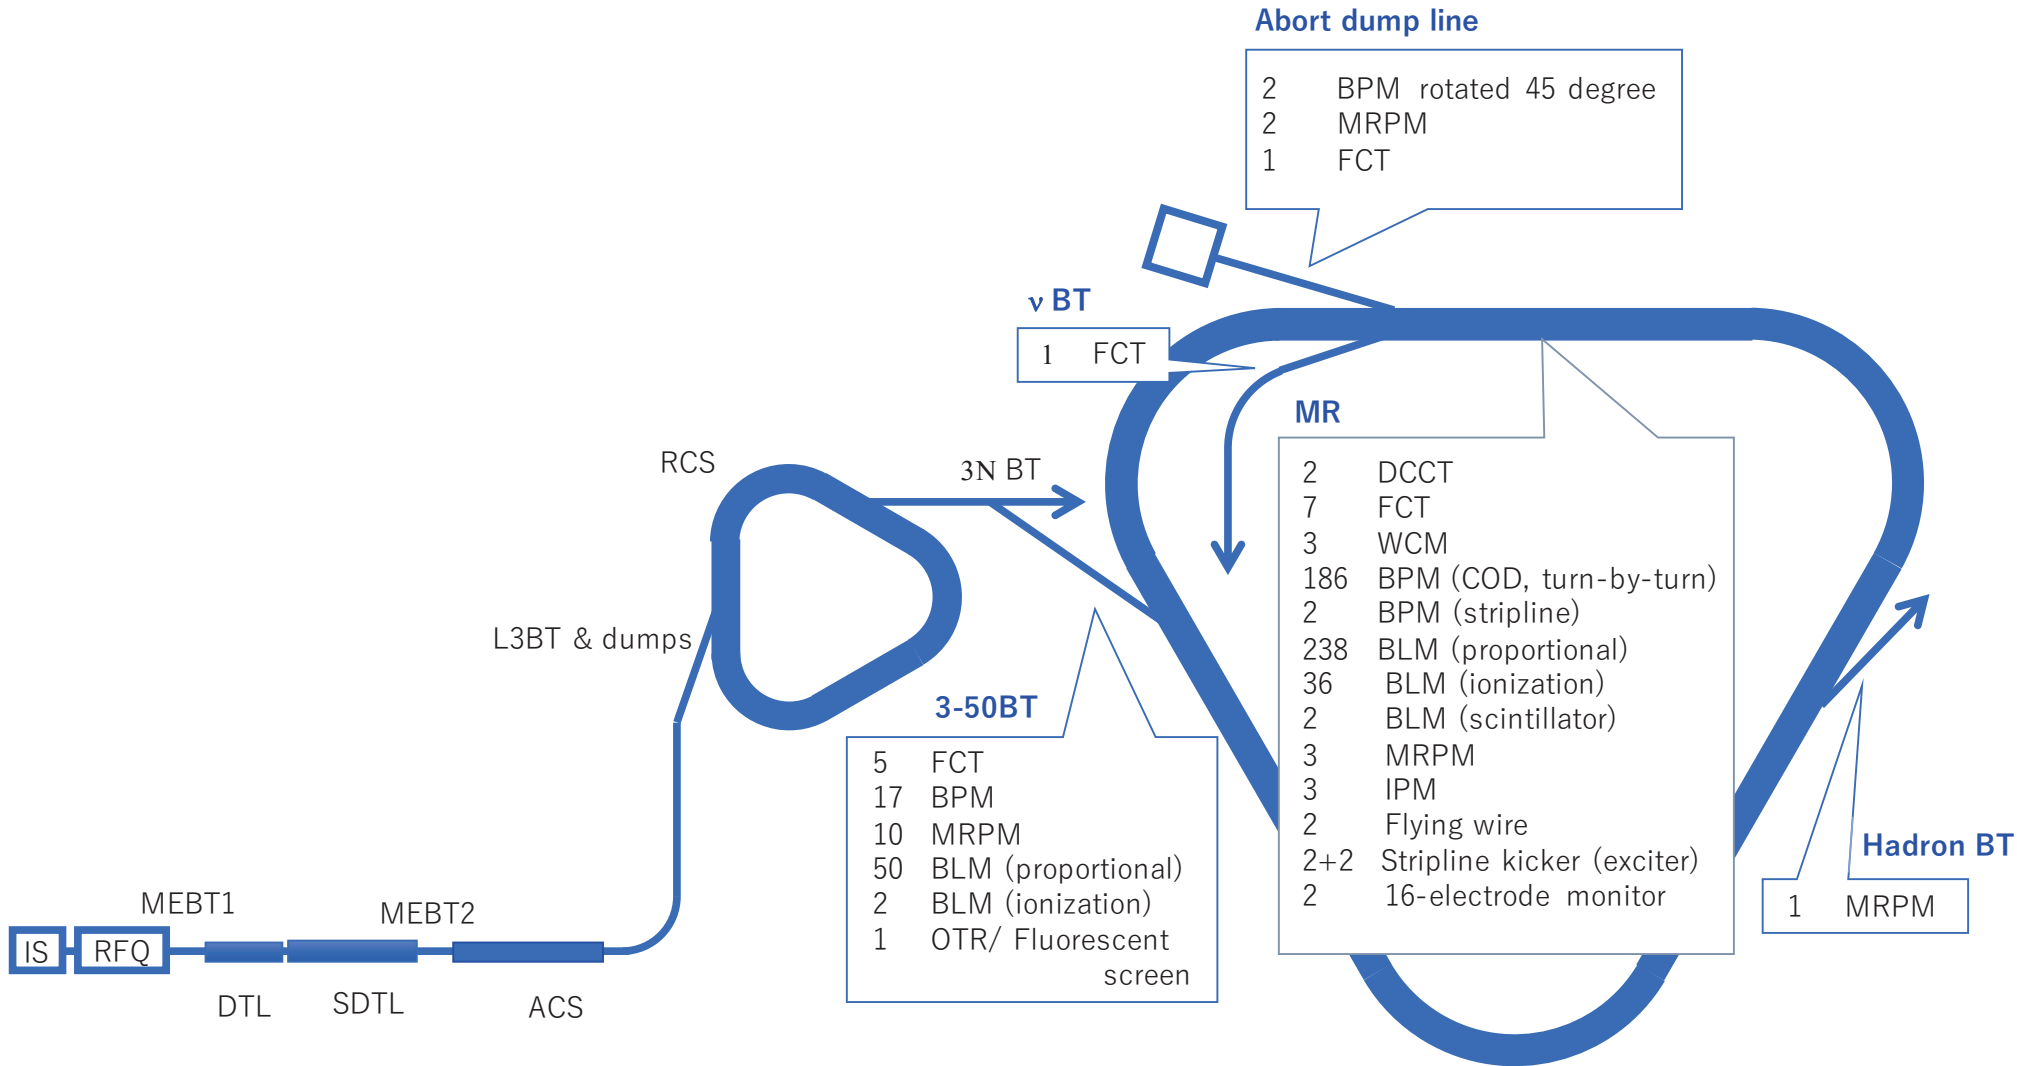 Abort dump line
2 BPM rotated 45 degree
2 MRPM
1 FCT
ν BT
1 FCT
MR
2 DCCT
7 FCT
3 WCM
186 BPM (COD, turn-by-turn)
2 BPM (stripline)
238 BLM (proportional)
36 BLM (ionization)
2 BLM (scintillator)
3 MRPM
3 IPM
2 Flying wire
2+2 Stripline kicker (exciter)
2 16-electrode monitor
RCS
3N BT
L3BT & dumps
3-50BT
5 FCT
17 BPM
10 MRPM
50 BLM (proportional)
2 BLM (ionization)
1 OTR/ Fluorescent
screen
Hadron BT
1 MRPM
MEBT1
MEBT2
IS
RFQ
DTL
SDTL
ACS